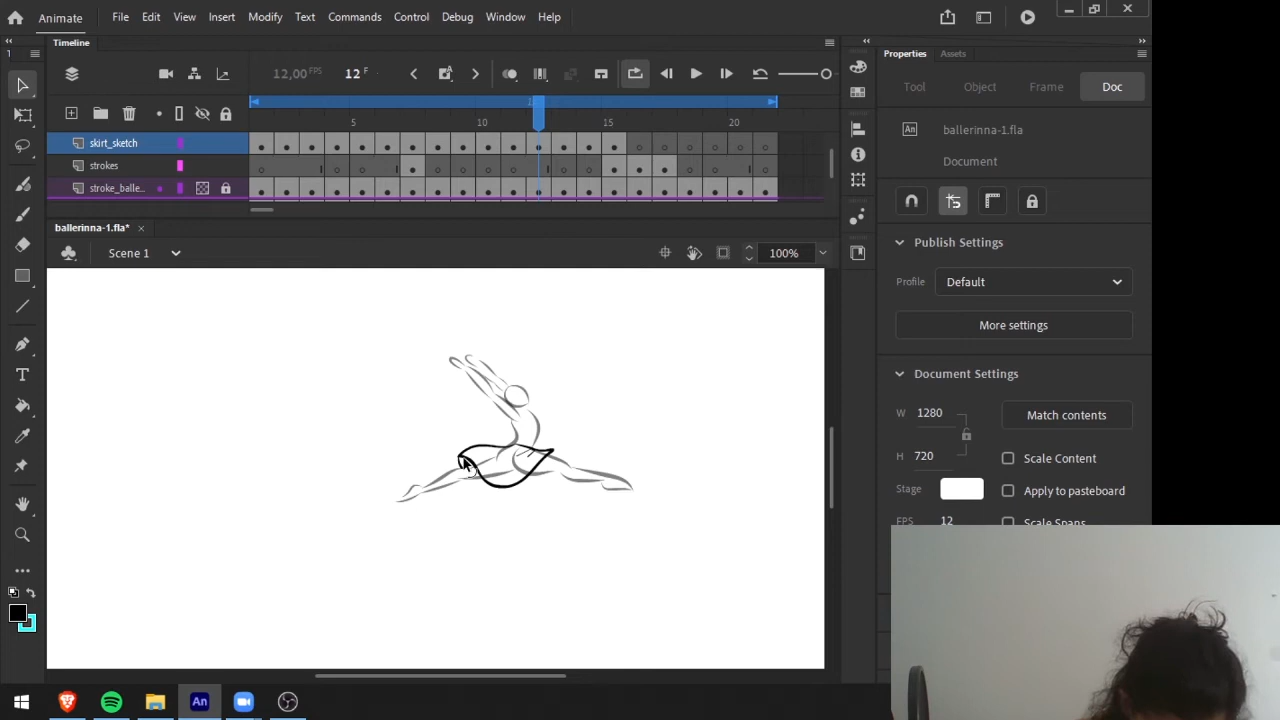 Animate File Edit View Insert Modify Text Commands Control Debug Window Help
Timeline
Properties Assets
12,00 FPS 12 F
Tool Object Frame Doc
5 10 15 20
skirt_sketch
strokes
stroke_balle...
An ballerinna-1.fla
Document
ballerinna-1.fla*
Scene 1 100%
Publish Settings
Profile Default
More settings
Document Settings
W 1280 Match contents
H 720 Scale Content
Stage Apply to pasteboard
FPS 12 Scale Spans
An